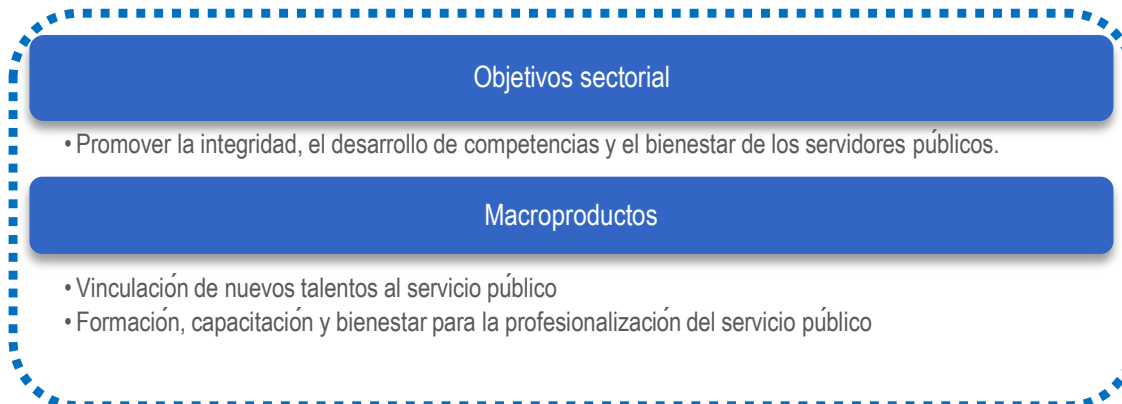 Objetivos sectorial
• Promover la integridad, el desarrollo de competencias y el bienestar de los servidores públicos.
Macroproductos
• Vinculación de nuevos talentos al servicio público
• Formación, capacitación y bienestar para la profesionalización del servicio público